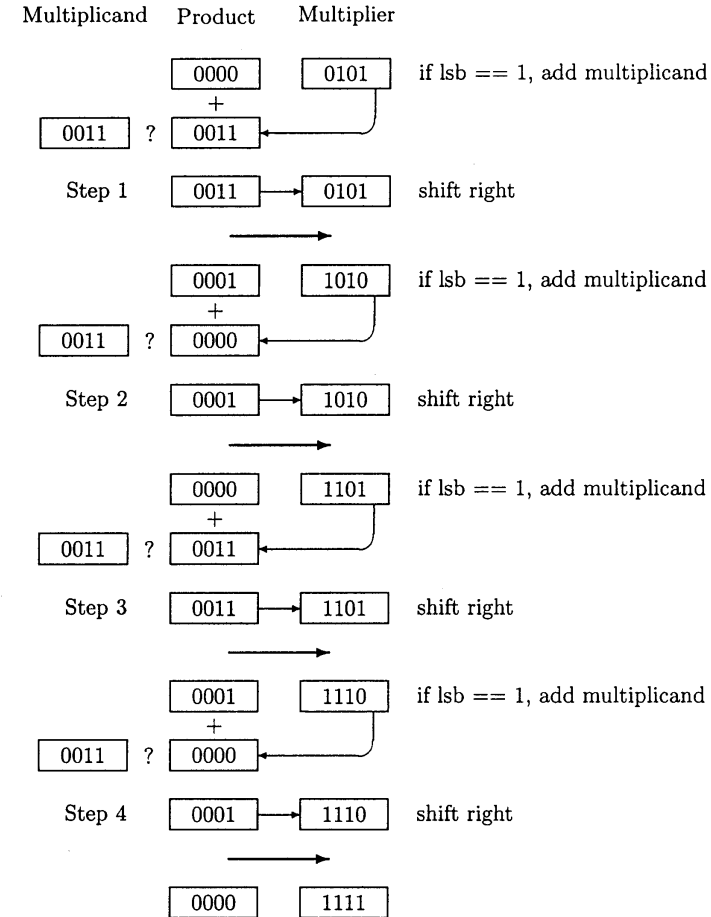 Multiplicand Product Multiplier
0000 0101 if lsb == 1, add multiplicand
+
0011 ? 0011
Step 1 0011 0101 shift right
0001 1010 if lsb == 1, add multiplicand
+
0011 ? 0000
Step 2 0001 1010 shift right
0000 1101 if lsb == 1, add multiplicand
+
0011 ? 0011
Step 3 0011 1101 shift right
0001 1110 if lsb == 1, add multiplicand
+
0011 ? 0000
Step 4 0001 1110 shift right
0000 1111